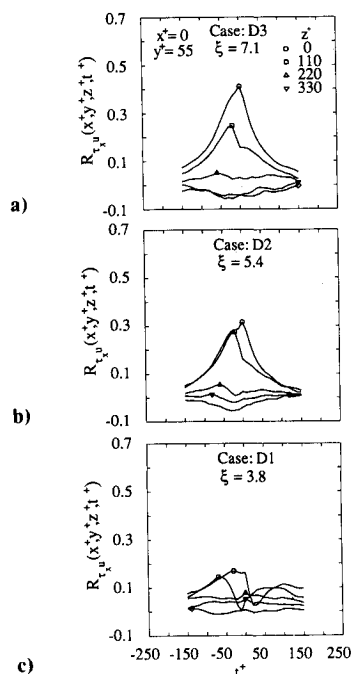 0.7
x⁺=0
y⁺=55
Case: D3
ξ = 7.1
z⁺
0
110
220
330
0.5
0.3
0.1
-0.1
R_{τ_x u}(x⁺,y⁺,z⁺,t⁺)
a)
0.7
Case: D2
ξ = 5.4
0.5
0.3
0.1
-0.1
R_{τ_x u}(x⁺,y⁺,z⁺,t⁺)
b)
0.7
Case: D1
ξ = 3.8
0.5
0.3
0.1
-0.1
R_{τ_x u}(x⁺,y⁺,z⁺,t⁺)
c)
-250 -150 -50 50 150 250
t⁺